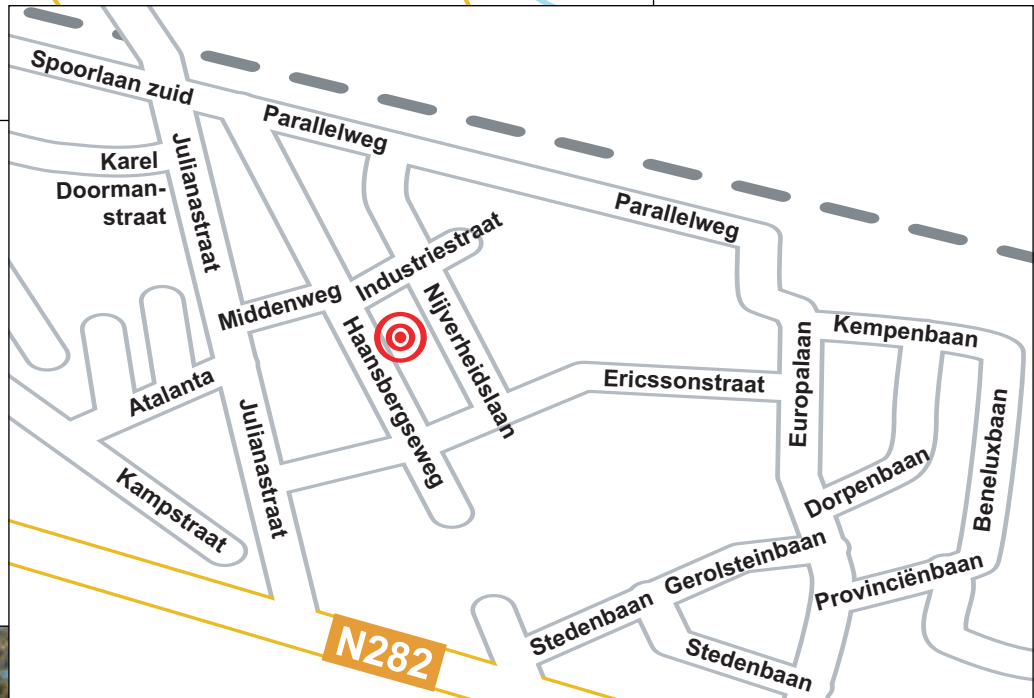 Spoorlaan zuid
Parallelweg
Karel
Doorman-
straat
Julianastraat
Parallelweg
Industriestraat
Middenweg
Nijverheidslaan
Haansbergseweg
Kempenbaan
Europalaan
Ericssonstraat
Atalanta
Julianastraat
Beneluxbaan
Dorpenbaan
Kampstraat
Gerolsteinbaan
Provinciënbaan
Stedenbaan
Stedenbaan
N282